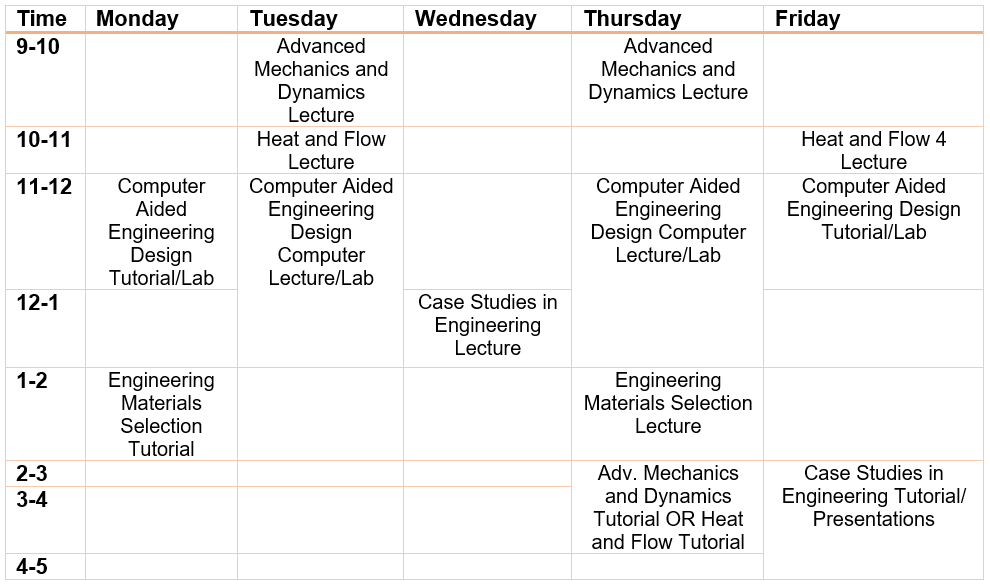 Time Monday Tuesday Wednesday Thursday Friday
9-10
Advanced
Mechanics and
Dynamics
Lecture
Advanced
Mechanics and
Dynamics Lecture
10-11
Heat and Flow
Lecture
Heat and Flow 4
Lecture
11-12
Computer
Aided
Engineering
Design
Tutorial/Lab
Computer Aided
Engineering
Design
Computer
Lecture/Lab
Computer Aided
Engineering
Design Computer
Lecture/Lab
Computer Aided
Engineering Design
Tutorial/Lab
12-1
Case Studies in
Engineering
Lecture
1-2
Engineering
Materials
Selection
Tutorial
Engineering
Materials Selection
Lecture
2-3
Adv. Mechanics
and Dynamics
Tutorial OR Heat
and Flow Tutorial
Case Studies in
Engineering Tutorial/
Presentations
3-4
4-5